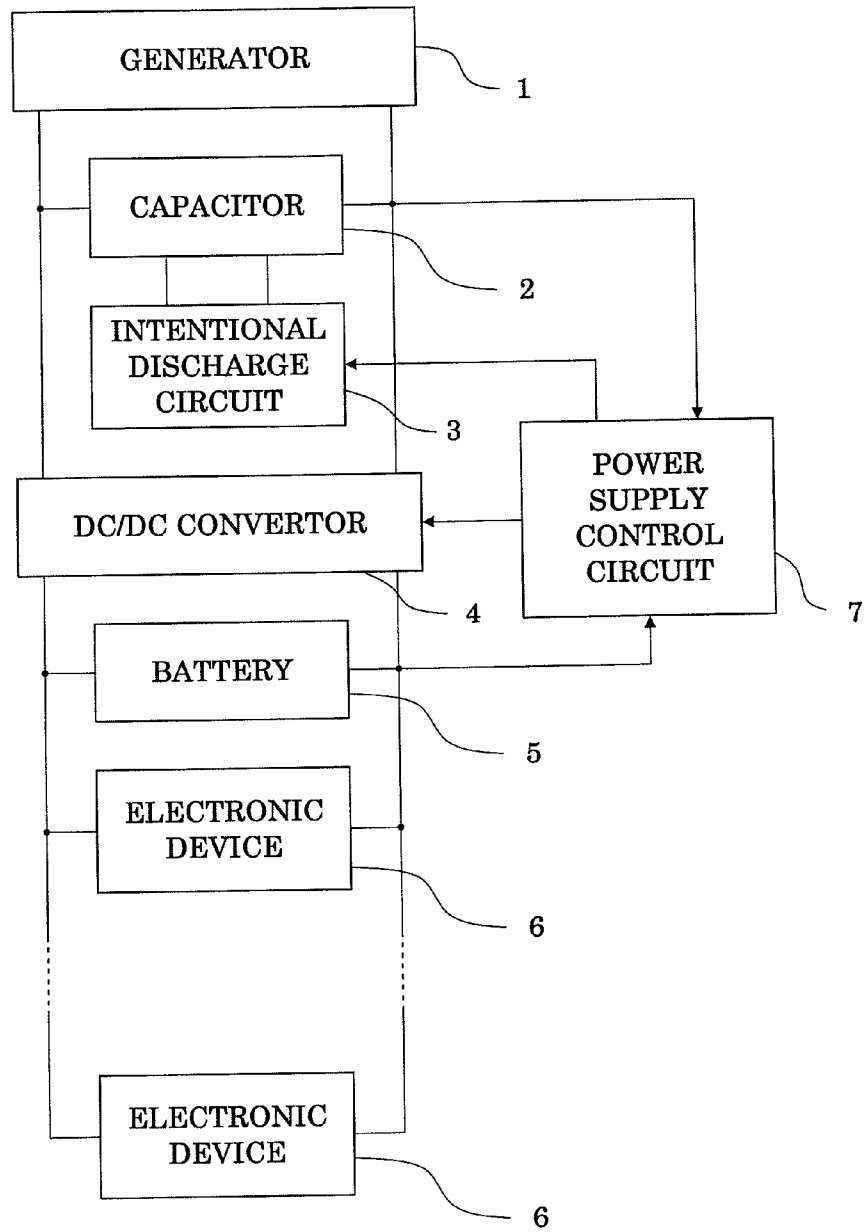 GENERATOR
1
CAPACITOR
2
INTENTIONAL
DISCHARGE
CIRCUIT
3
POWER
SUPPLY
CONTROL
CIRCUIT
7
DC/DC CONVERTOR
4
BATTERY
5
ELECTRONIC
DEVICE
6
ELECTRONIC
DEVICE
6